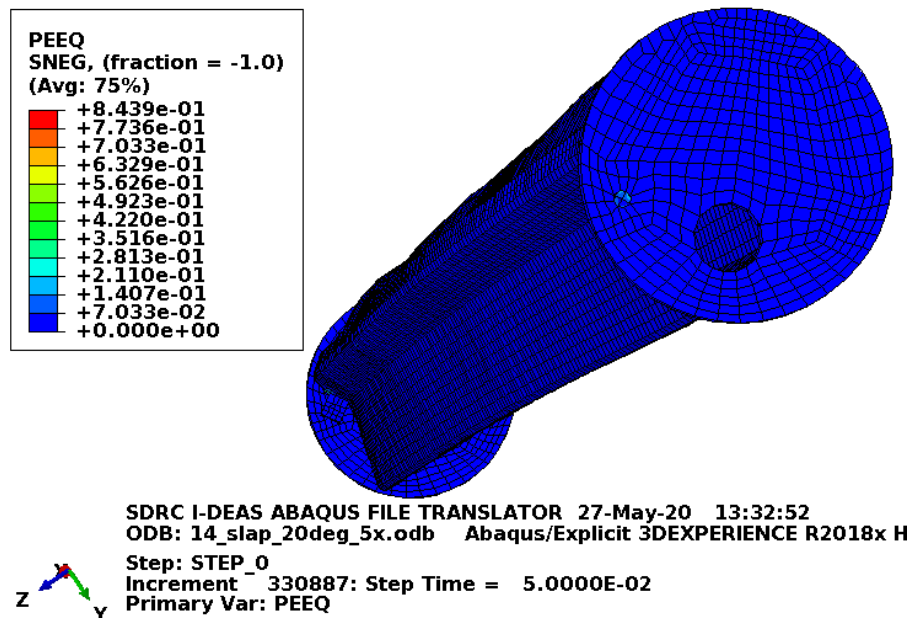 PEEQ
SNEG, (fraction = -1.0)
(Avg: 75%)
+8.439e-01
+7.736e-01
+7.033e-01
+6.329e-01
+5.626e-01
+4.923e-01
+4.220e-01
+3.516e-01
+2.813e-01
+2.110e-01
+1.407e-01
+7.033e-02
+0.000e+00
SDRC I-DEAS ABAQUS FILE TRANSLATOR 27-May-20 13:32:52
ODB: 14_slap_20deg_5x.odb Abaqus/Explicit 3DEXPERIENCE R2018x H
Step: STEP_0
Increment 330887: Step Time = 5.0000E-02
Primary Var: PEEQ
Z
Y